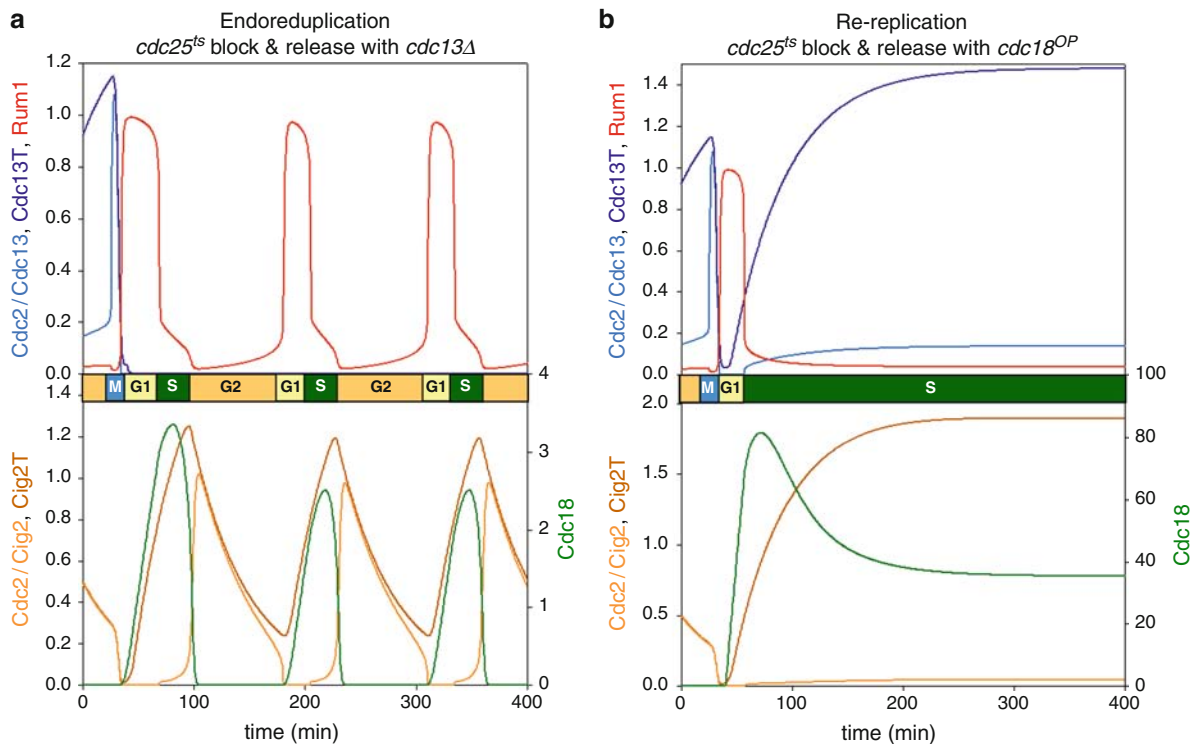 a
Endoreduplication
cdc25ts block & release with cdc13Δ
Cdc2/Cdc13, Cdc13T, Rum1
1.2
1.0
0.8
0.6
0.4
0.2
0.0
4
M G1 S G2 G1 S G2 G1 S
Cdc2/Cig2, Cig2T
1.4
1.2
1.0
0.8
0.6
0.4
0.2
0.0
3
2
1
0
Cdc18
0 100 200 300 400
time (min)
b
Re-replication
cdc25ts block & release with cdc18OP
Cdc2/Cdc13, Cdc13T, Rum1
1.4
1.2
1.0
0.8
0.6
0.4
0.2
0.0
100
M G1 S
Cdc2/Cig2, Cig2T
2.0
1.5
1.0
0.5
0.0
80
60
40
20
0
Cdc18
0 100 200 300 400
time (min)